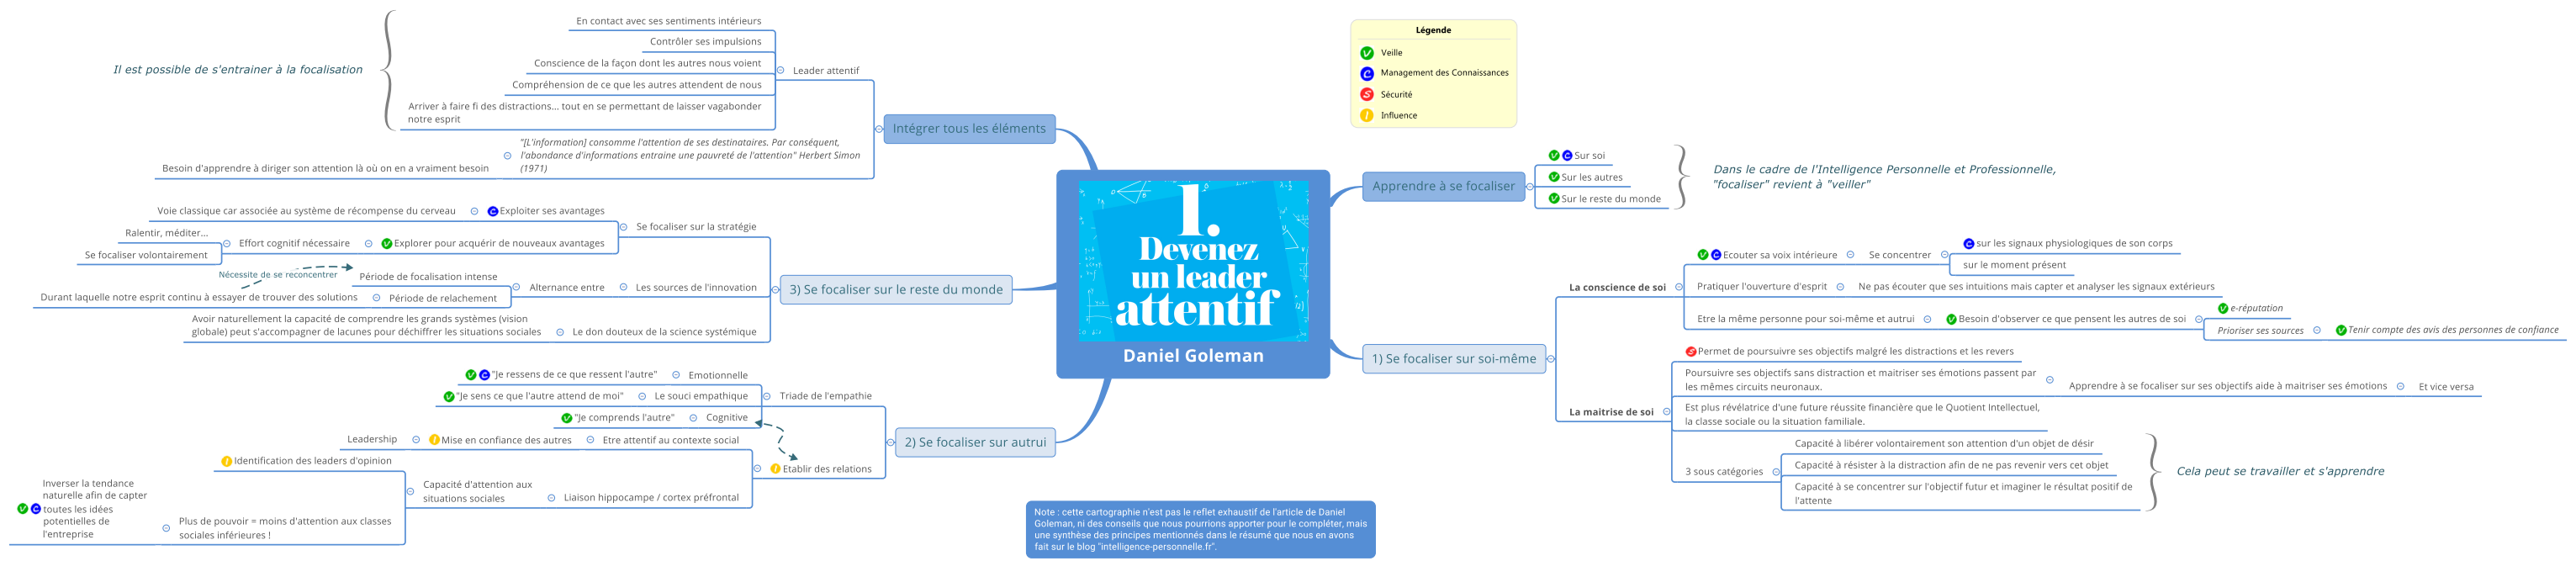 Légende
Veille
Management des Connaissances
Sécurité
Influence
1.
Devenez
un leader
attentif
Daniel Goleman
Apprendre à se focaliser
Sur soi
Sur les autres
Sur le reste du monde
Dans le cadre de l'Intelligence Personnelle et Professionnelle,
"focaliser" revient à "veiller"
1) Se focaliser sur soi-même
La conscience de soi
Ecouter sa voix intérieure
Se concentrer
sur les signaux physiologiques de son corps
sur le moment présent
Pratiquer l'ouverture d'esprit
Ne pas écouter que ses intuitions mais capter et analyser les signaux extérieurs
Etre la même personne pour soi-même et autrui
Besoin d'observer ce que pensent les autres de soi
e-réputation
Prioriser ses sources
Tenir compte des avis des personnes de confiance
La maitrise de soi
Permet de poursuivre ses objectifs malgré les distractions et les revers
Poursuivre ses objectifs sans distraction et maitriser ses émotions passent par
les mêmes circuits neuronaux.
Apprendre à se focaliser sur ses objectifs aide à maitriser ses émotions
Et vice versa
Est plus révélatrice d'une future réussite financière que le Quotient Intellectuel,
la classe sociale ou la situation familiale.
3 sous catégories
Capacité à libérer volontairement son attention d'un objet de désir
Capacité à résister à la distraction afin de ne pas revenir vers cet objet
Capacité à se concentrer sur l'objectif futur et imaginer le résultat positif de
l'attente
Cela peut se travailler et s'apprendre
2) Se focaliser sur autrui
Triade de l'empathie
Emotionnelle
"Je ressens de ce que ressent l'autre"
Le souci empathique
"Je sens ce que l'autre attend de moi"
Cognitive
"Je comprends l'autre"
Etablir des relations
Etre attentif au contexte social
Mise en confiance des autres
Leadership
Liaison hippocampe / cortex préfrontal
Capacité d'attention aux
situations sociales
Identification des leaders d'opinion
Plus de pouvoir = moins d'attention aux classes
sociales inférieures !
Inverser la tendance
naturelle afin de capter
toutes les idées
potentielles de
l'entreprise
3) Se focaliser sur le reste du monde
Se focaliser sur la stratégie
Exploiter ses avantages
Voie classique car associée au système de récompense du cerveau
Explorer pour acquérir de nouveaux avantages
Effort cognitif nécessaire
Ralentir, méditer...
Se focaliser volontairement
Les sources de l'innovation
Alternance entre
Période de focalisation intense
Période de relachement
Durant laquelle notre esprit continu à essayer de trouver des solutions
Nécessite de se reconcentrer
Le don douteux de la science systémique
Avoir naturellement la capacité de comprendre les grands systèmes (vision
globale) peut s'accompagner de lacunes pour déchiffrer les situations sociales
Intégrer tous les éléments
Leader attentif
En contact avec ses sentiments intérieurs
Contrôler ses impulsions
Conscience de la façon dont les autres nous voient
Compréhension de ce que les autres attendent de nous
Arriver à faire fi des distractions... tout en se permettant de laisser vagabonder
notre esprit
Il est possible de s'entrainer à la focalisation
"[L'information] consomme l'attention de ses destinataires. Par conséquent,
l'abondance d'informations entraine une pauvreté de l'attention" Herbert Simon
(1971)
Besoin d'apprendre à diriger son attention là où on en a vraiment besoin
Note : cette cartographie n'est pas le reflet exhaustif de l'article de Daniel
Goleman, ni des conseils que nous pourrions apporter pour le compléter, mais
une synthèse des principes mentionnés dans le résumé que nous en avons
fait sur le blog "intelligence-personnelle.fr".